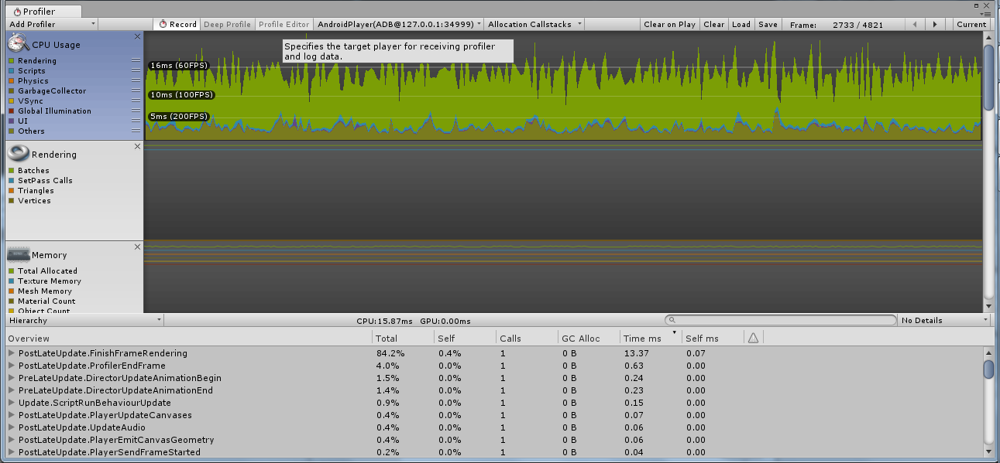 Profiler
Add Profiler Record Deep Profile Profile Editor AndroidPlayer(ADB@127.0.0.1:34999) Allocation Callstacks Clear on Play Clear Load Save Frame: 2733 / 4821 Current
Specifies the target player for receiving profiler
and log data.
CPU Usage
Rendering
Scripts
Physics
GarbageCollector
VSync
Global Illumination
UI
Others
16ms (60FPS)
10ms (100FPS)
5ms (200FPS)
Rendering
Batches
SetPass Calls
Triangles
Vertices
Memory
Total Allocated
Texture Memory
Mesh Memory
Material Count
Object Count
Hierarchy CPU:15.87ms GPU:0.00ms No Details
Overview Total Self Calls GC Alloc Time ms Self ms
PostLateUpdate.FinishFrameRendering 84.2% 0.4% 1 0 B 13.37 0.07
PostLateUpdate.ProfilerEndFrame 4.0% 0.0% 1 0 B 0.63 0.00
PreLateUpdate.DirectorUpdateAnimationBegin 1.5% 0.0% 1 0 B 0.24 0.00
PreLateUpdate.DirectorUpdateAnimationEnd 1.4% 0.0% 1 0 B 0.23 0.00
Update.ScriptRunBehaviourUpdate 0.9% 0.0% 1 0 B 0.15 0.00
PostLateUpdate.PlayerUpdateCanvases 0.4% 0.0% 1 0 B 0.07 0.00
PostLateUpdate.UpdateAudio 0.4% 0.0% 1 0 B 0.06 0.00
PostLateUpdate.PlayerEmitCanvasGeometry 0.4% 0.0% 1 0 B 0.06 0.00
PostLateUpdate.PlayerSendFrameStarted 0.2% 0.0% 1 0 B 0.04 0.00